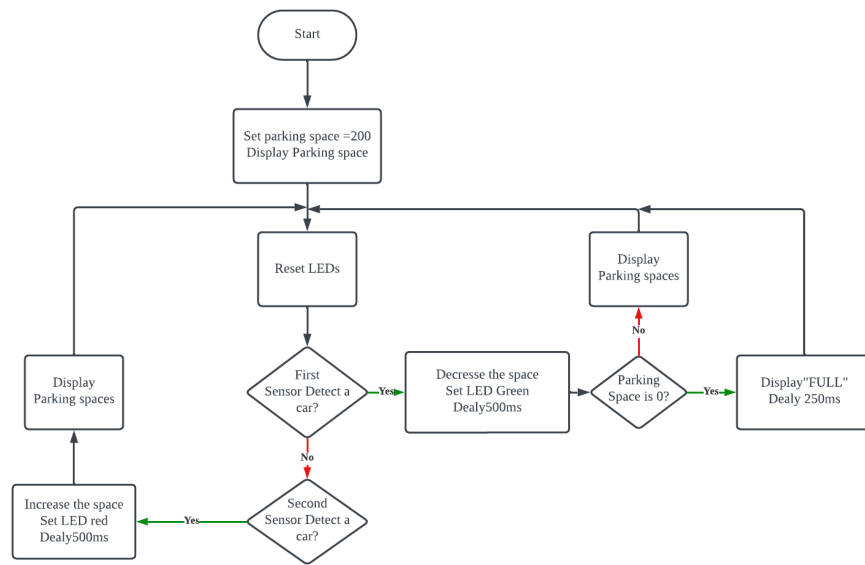 Start
Set parking space =200
Display Parking space
Reset LEDs
Display
Parking spaces
First
Sensor Detect a
car?
Yes
Decresse the space
Set LED Green
Dealy500ms
Parking
Space is 0?
No
Yes
Display"FULL"
Dealy 250ms
No
Second
Sensor Detect a
car?
Yes
Increase the space
Set LED red
Dealy500ms
Display
Parking spaces